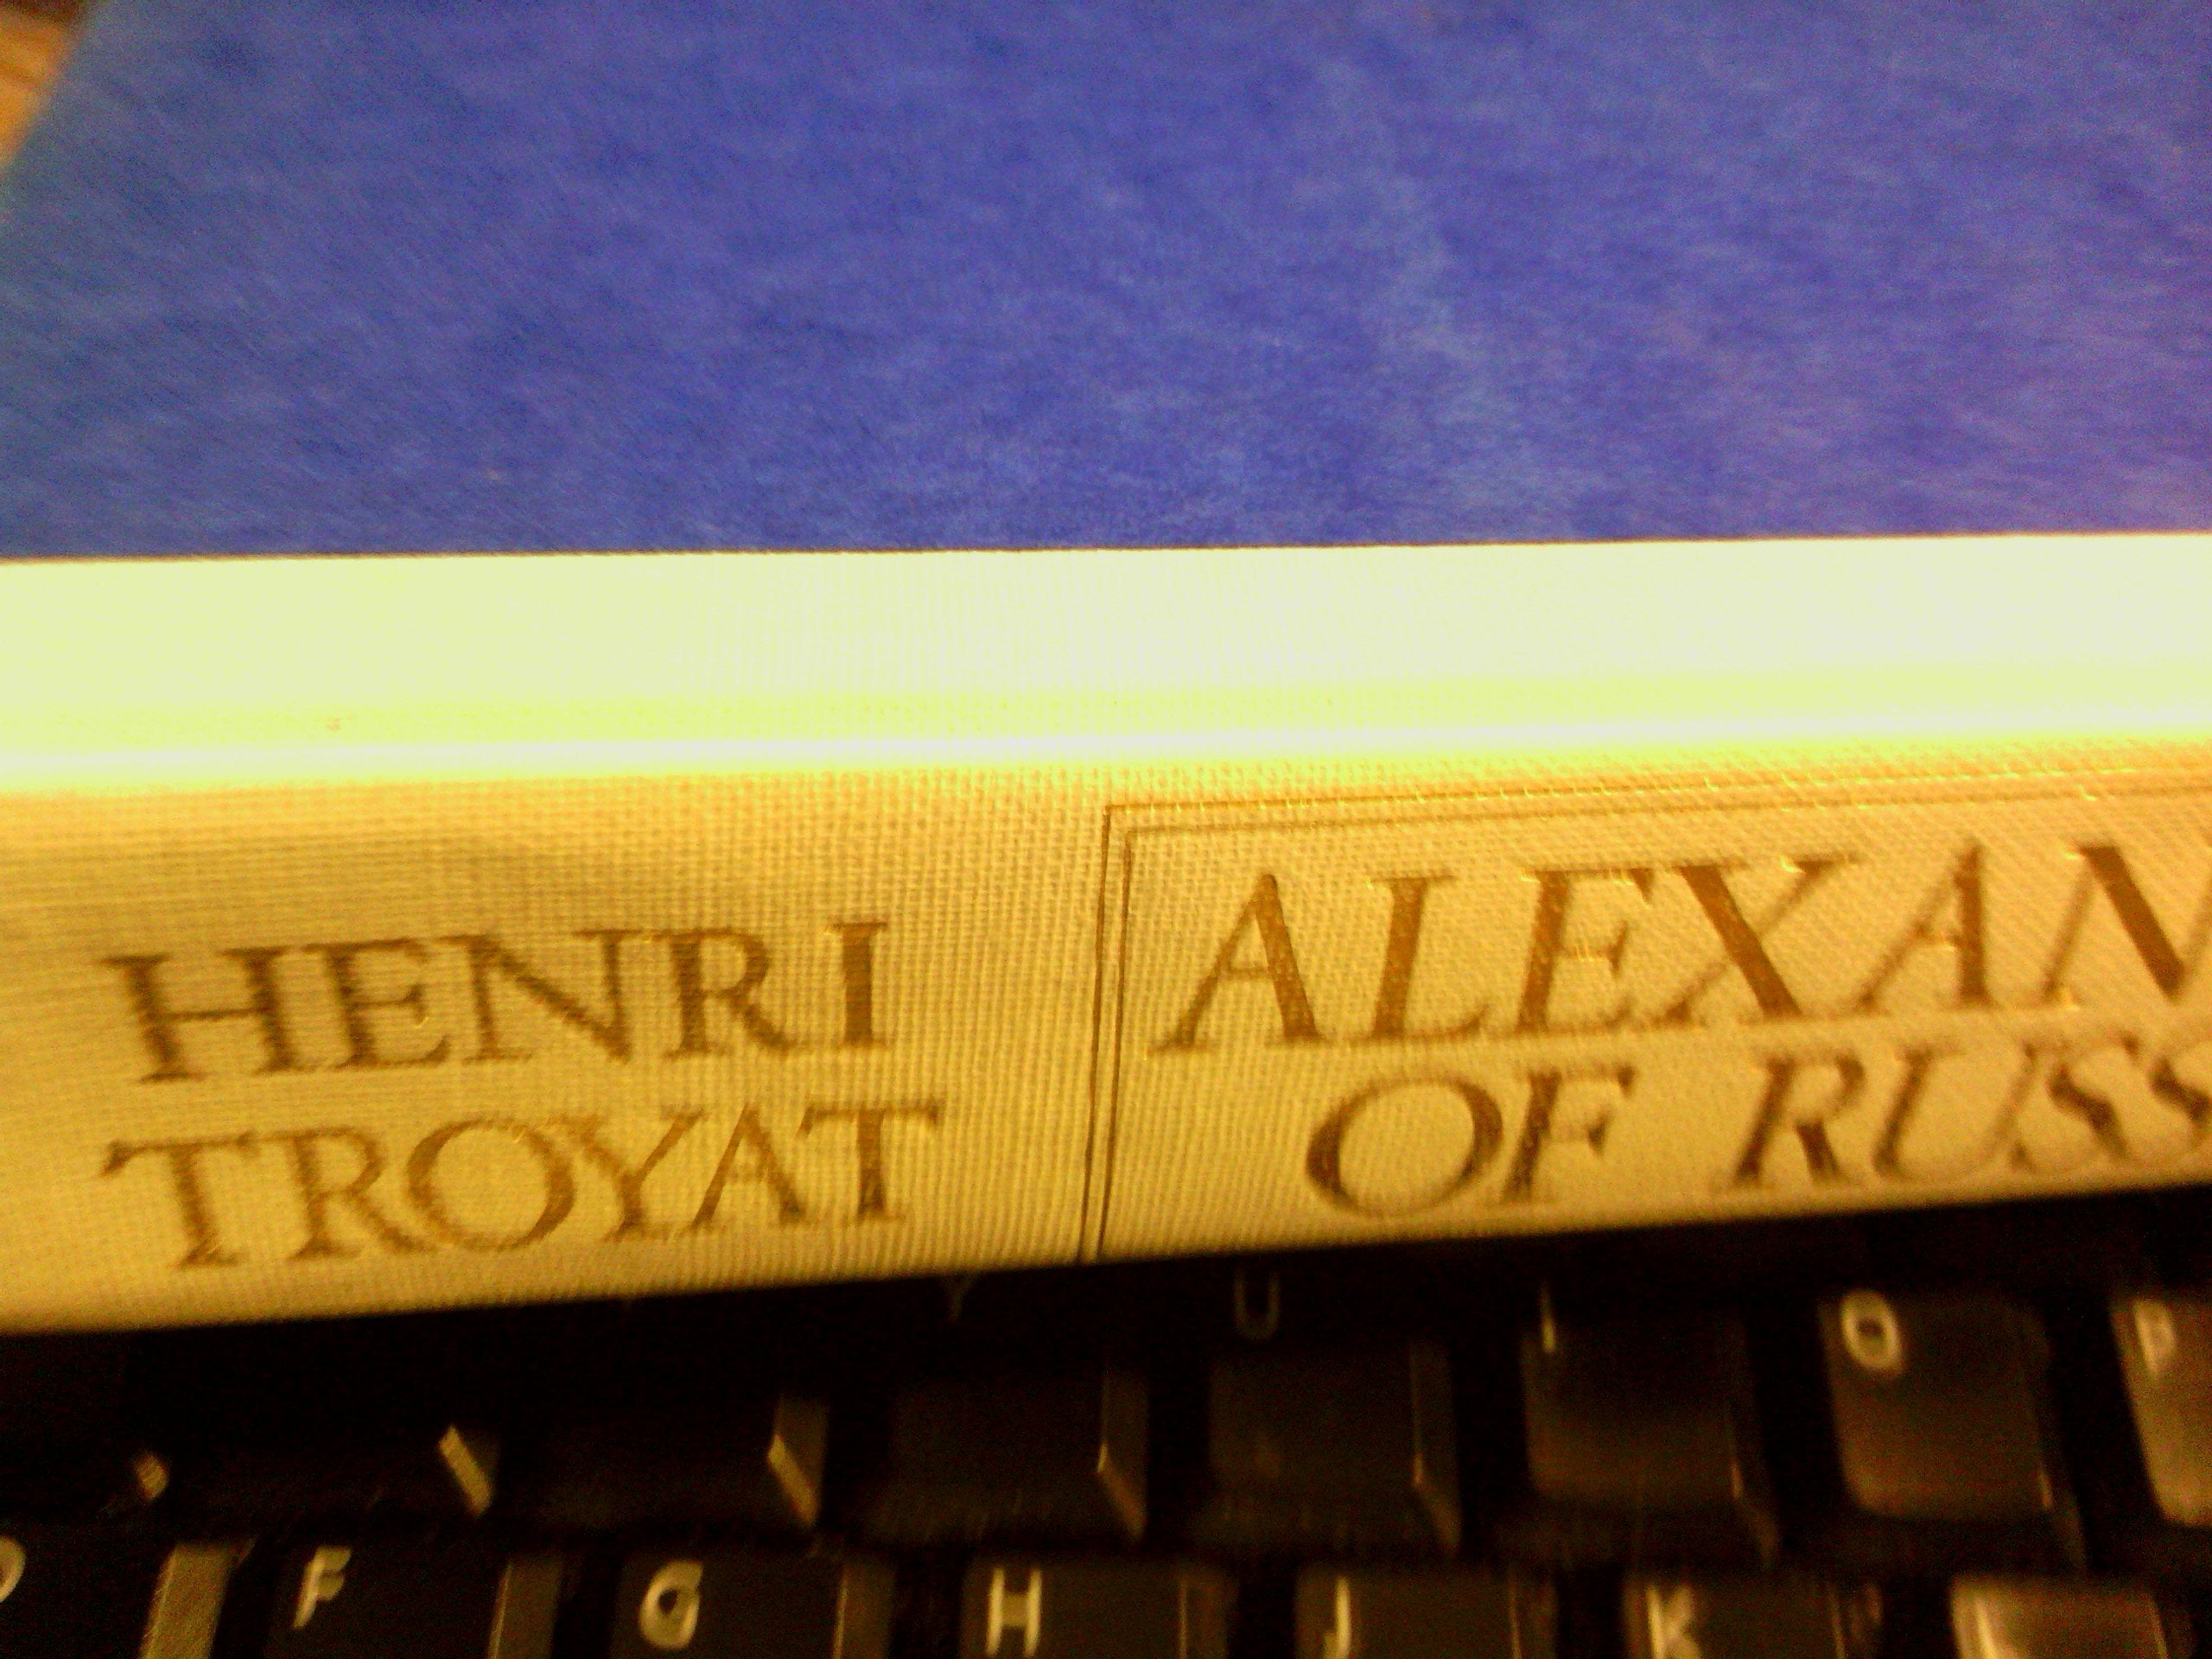 HENRI
TROYAT
ALEXAN
OF RUSS
Y U I O P
F G H J K